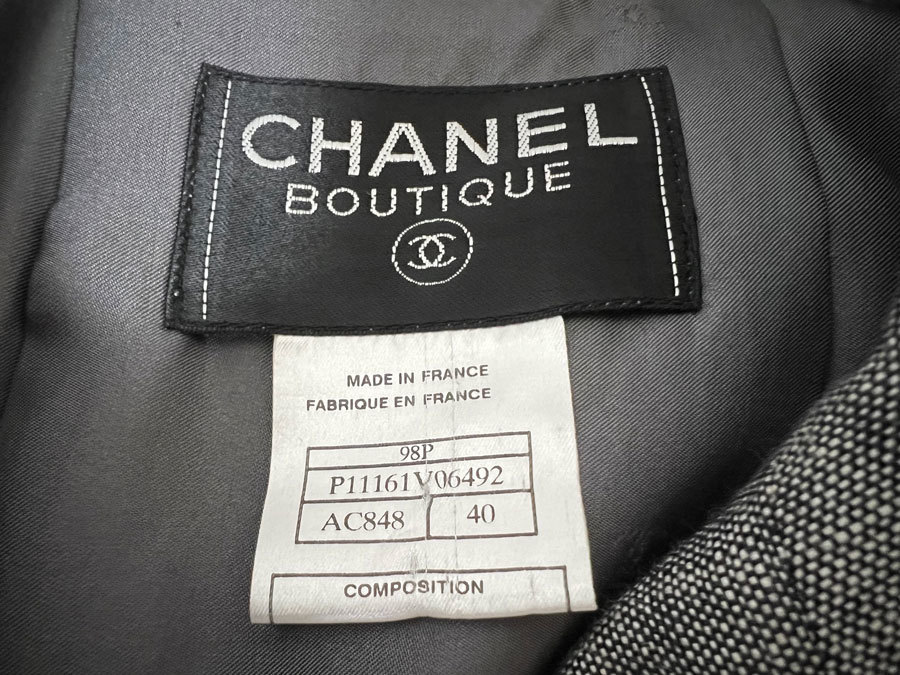 CHANEL
BOUTIQUE
MADE IN FRANCE
FABRIQUE EN FRANCE
98P
P11161V06492
AC848 40
COMPOSITION